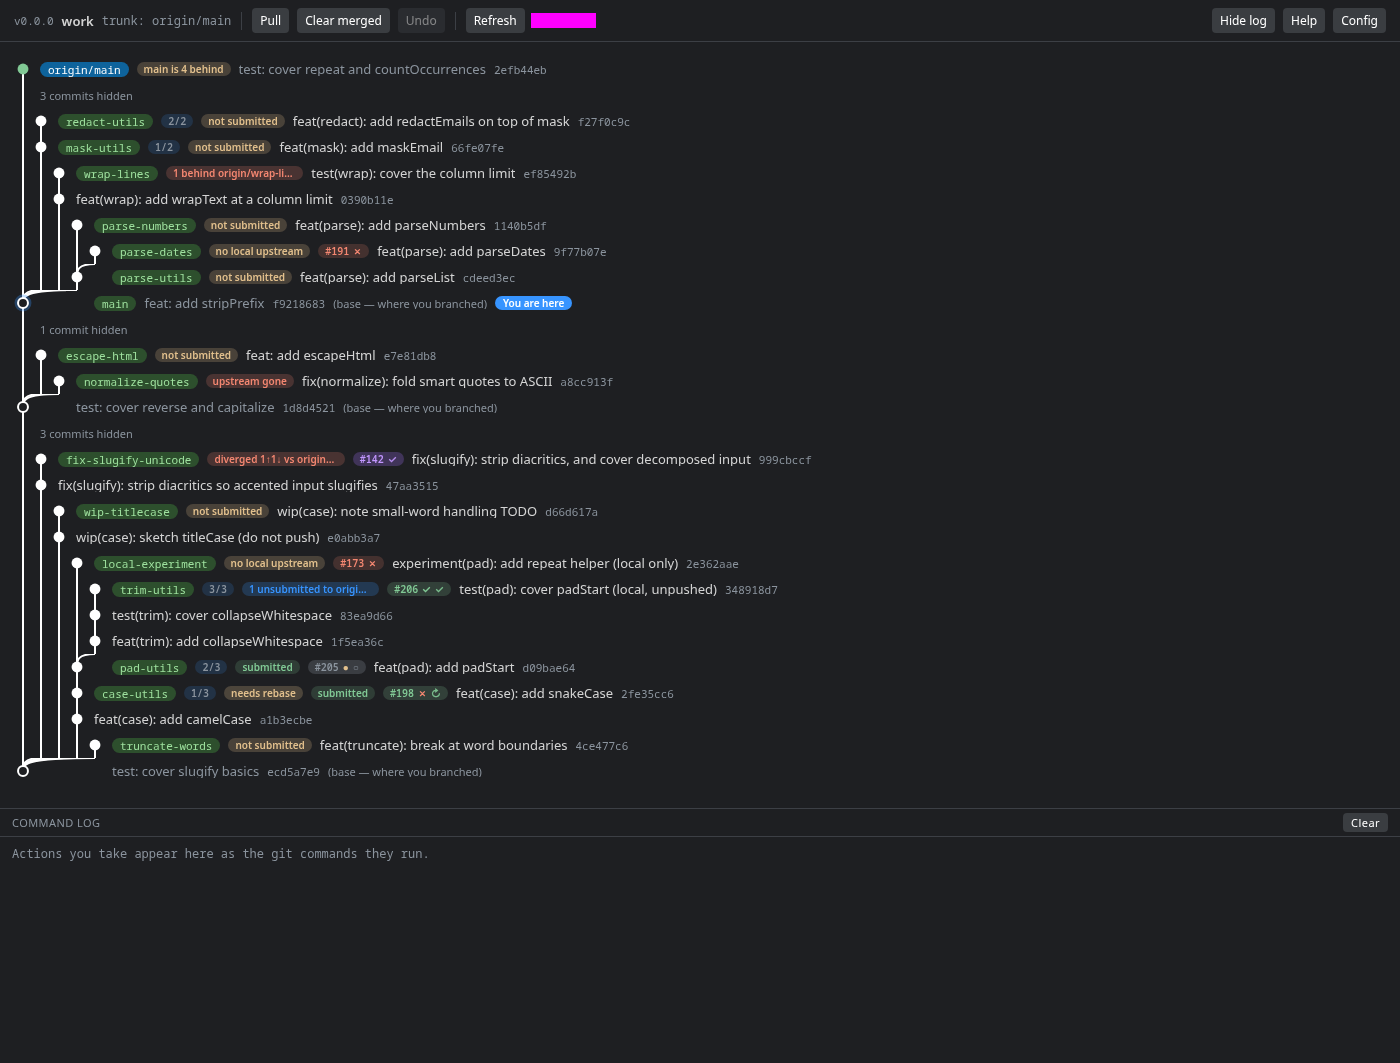 v0.0.0 work trunk: origin/main Pull Clear merged Undo Refresh Hide log Help Config
origin/main main is 4 behind test: cover repeat and countOccurrences 2efb44eb
3 commits hidden
redact-utils 2/2 not submitted feat(redact): add redactEmails on top of mask f27f0c9c
mask-utils 1/2 not submitted feat(mask): add maskEmail 66fe07fe
wrap-lines 1 behind origin/wrap-li... test(wrap): cover the column limit ef85492b
feat(wrap): add wrapText at a column limit 0390b11e
parse-numbers not submitted feat(parse): add parseNumbers 1140b5df
parse-dates no local upstream #191 × feat(parse): add parseDates 9f77b07e
parse-utils not submitted feat(parse): add parseList cdeed3ec
main feat: add stripPrefix f9218683 (base — where you branched) You are here
1 commit hidden
escape-html not submitted feat: add escapeHtml e7e81db8
normalize-quotes upstream gone fix(normalize): fold smart quotes to ASCII a8cc913f
test: cover reverse and capitalize 1d8d4521 (base — where you branched)
3 commits hidden
fix-slugify-unicode diverged 1↑1↓ vs origin... #142 ✓ fix(slugify): strip diacritics, and cover decomposed input 999cbccf
fix(slugify): strip diacritics so accented input slugifies 47aa3515
wip-titlecase not submitted wip(case): note small-word handling TODO d66d617a
wip(case): sketch titleCase (do not push) e0abb3a7
local-experiment no local upstream #173 × experiment(pad): add repeat helper (local only) 2e362aae
trim-utils 3/3 1 unsubmitted to origi... #206 ✓ ✓ test(pad): cover padStart (local, unpushed) 348918d7
test(trim): cover collapseWhitespace 83ea9d66
feat(trim): add collapseWhitespace 1f5ea36c
pad-utils 2/3 submitted #205 ● ○ feat(pad): add padStart d09bae64
case-utils 1/3 needs rebase submitted #198 × ↻ feat(case): add snakeCase 2fe35cc6
feat(case): add camelCase a1b3ecbe
truncate-words not submitted feat(truncate): break at word boundaries 4ce477c6
test: cover slugify basics ecd5a7e9 (base — where you branched)
COMMAND LOG Clear
Actions you take appear here as the git commands they run.